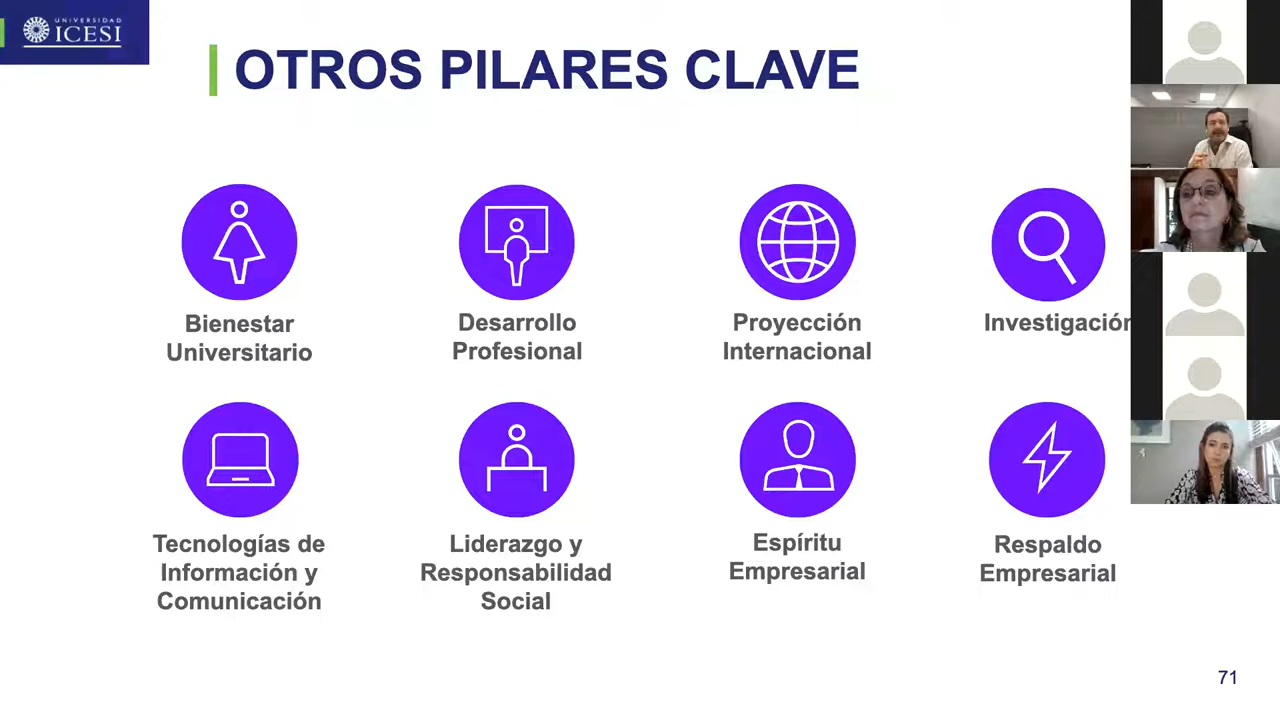 UNIVERSIDAD
ICESI
OTROS PILARES CLAVE
Bienestar
Universitario
Desarrollo
Profesional
Proyección
Internacional
Investigación
Tecnologías de
Información y
Comunicación
Liderazgo y
Responsabilidad
Social
Espíritu
Empresarial
Respaldo
Empresarial
71